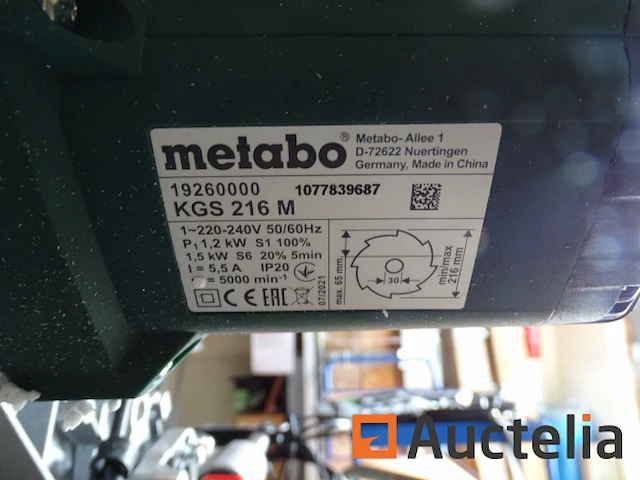 metabo®
Metabo-Allee 1
D-72622 Nuertingen
Germany, Made in China
19260000 1077839687
KGS 216 M
1~220-240V 50/60Hz
P₁ 1,2 kW S1 100%
1,5 kW S6 20% 5min
I = 5,5 A IP20
= 5000 min⁻¹
CE EAC
07/2021
max. 65 mm
30
min/max
216 mm
Auctelia